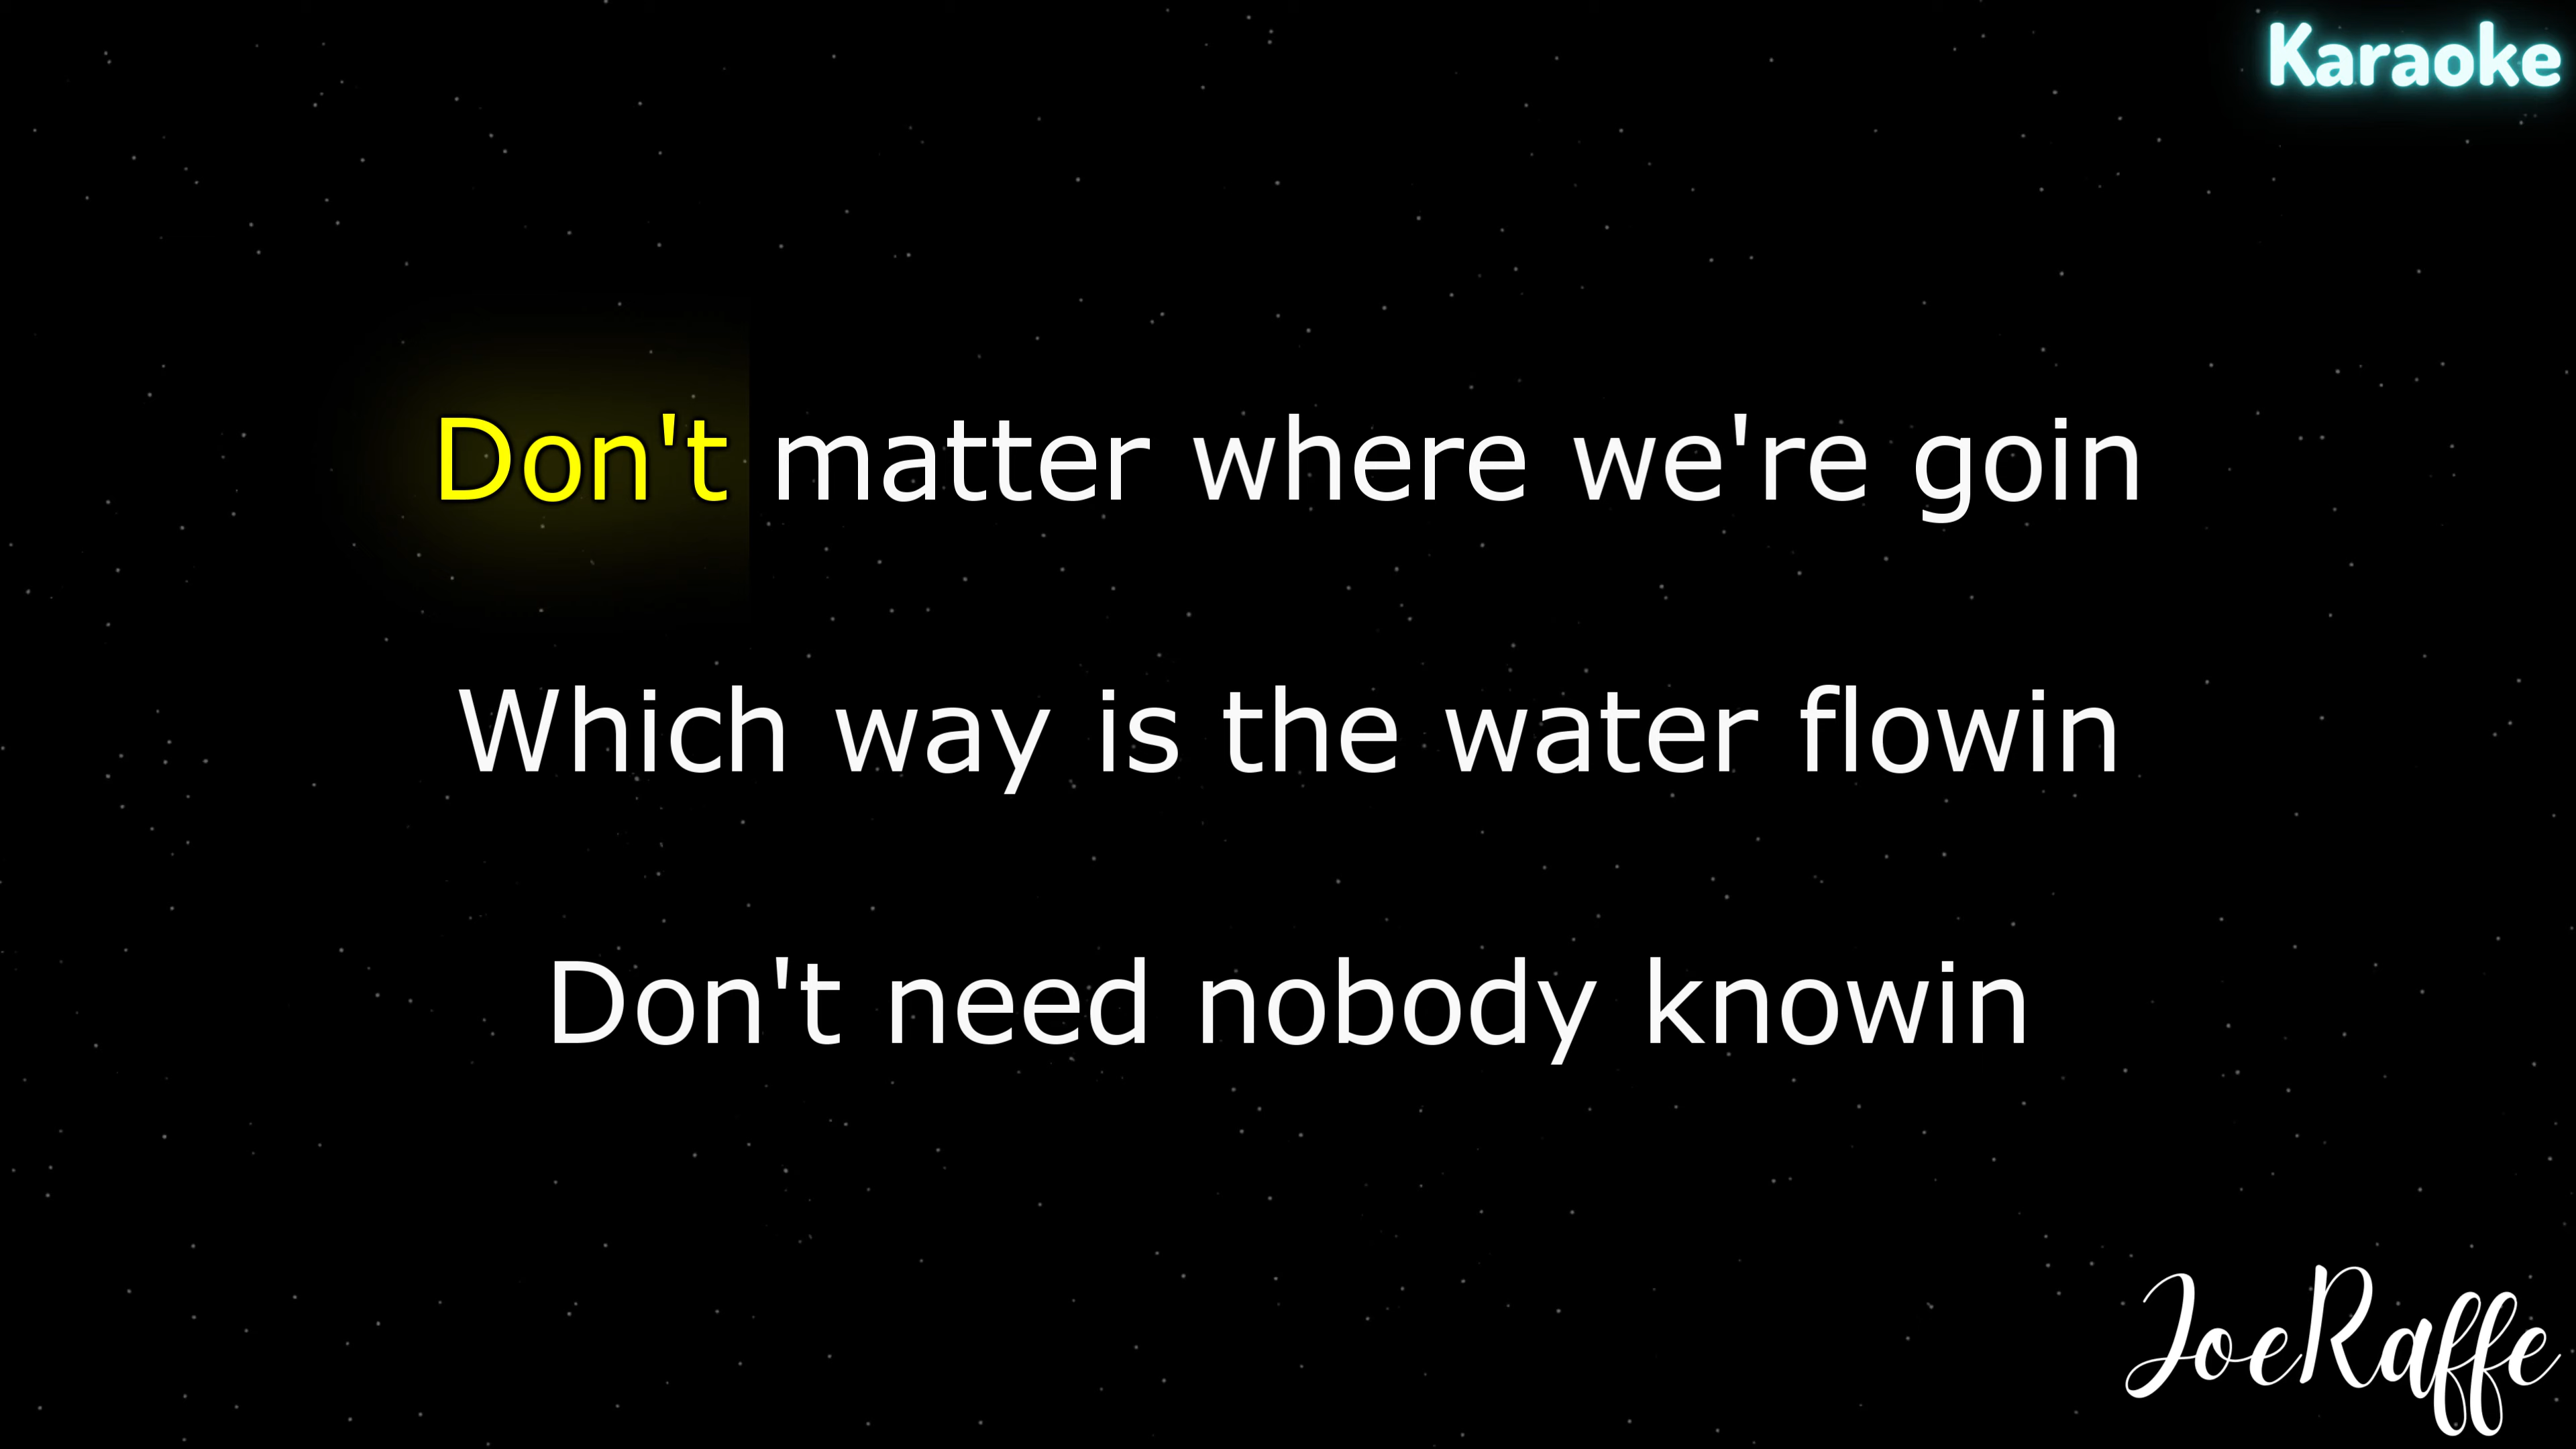 Karaoke
Don't matter where we're goin
Which way is the water flowin
Don't need nobody knowin
JoeRaffe